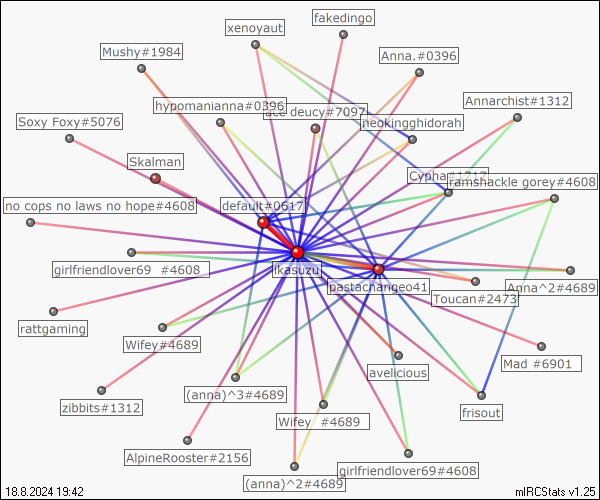 fakedingo
xenoyaut
Mushy#1984
Anna.#0396
Annarchist#1312
hypomanianna#0396
ace deucy#7097
neokingghidorah
Soxy Foxy#5076
Skalman
Cypha#1717
ramshackle gorey#4608
no cops no laws no hope#4608
default#0617
girlfriendlover69 #4608
ikasuzu
pastachangeo41
Anna^2#4689
Toucan#2473
rattgaming
Wifey#4689
Mad #6901
avelicious
(anna)^3#4689
zibbits#1312
frisout
Wifey #4689
AlpineRooster#2156
girlfriendlover69#4608
(anna)^2#4689
18.8.2024 19:42
mIRCStats v1.25